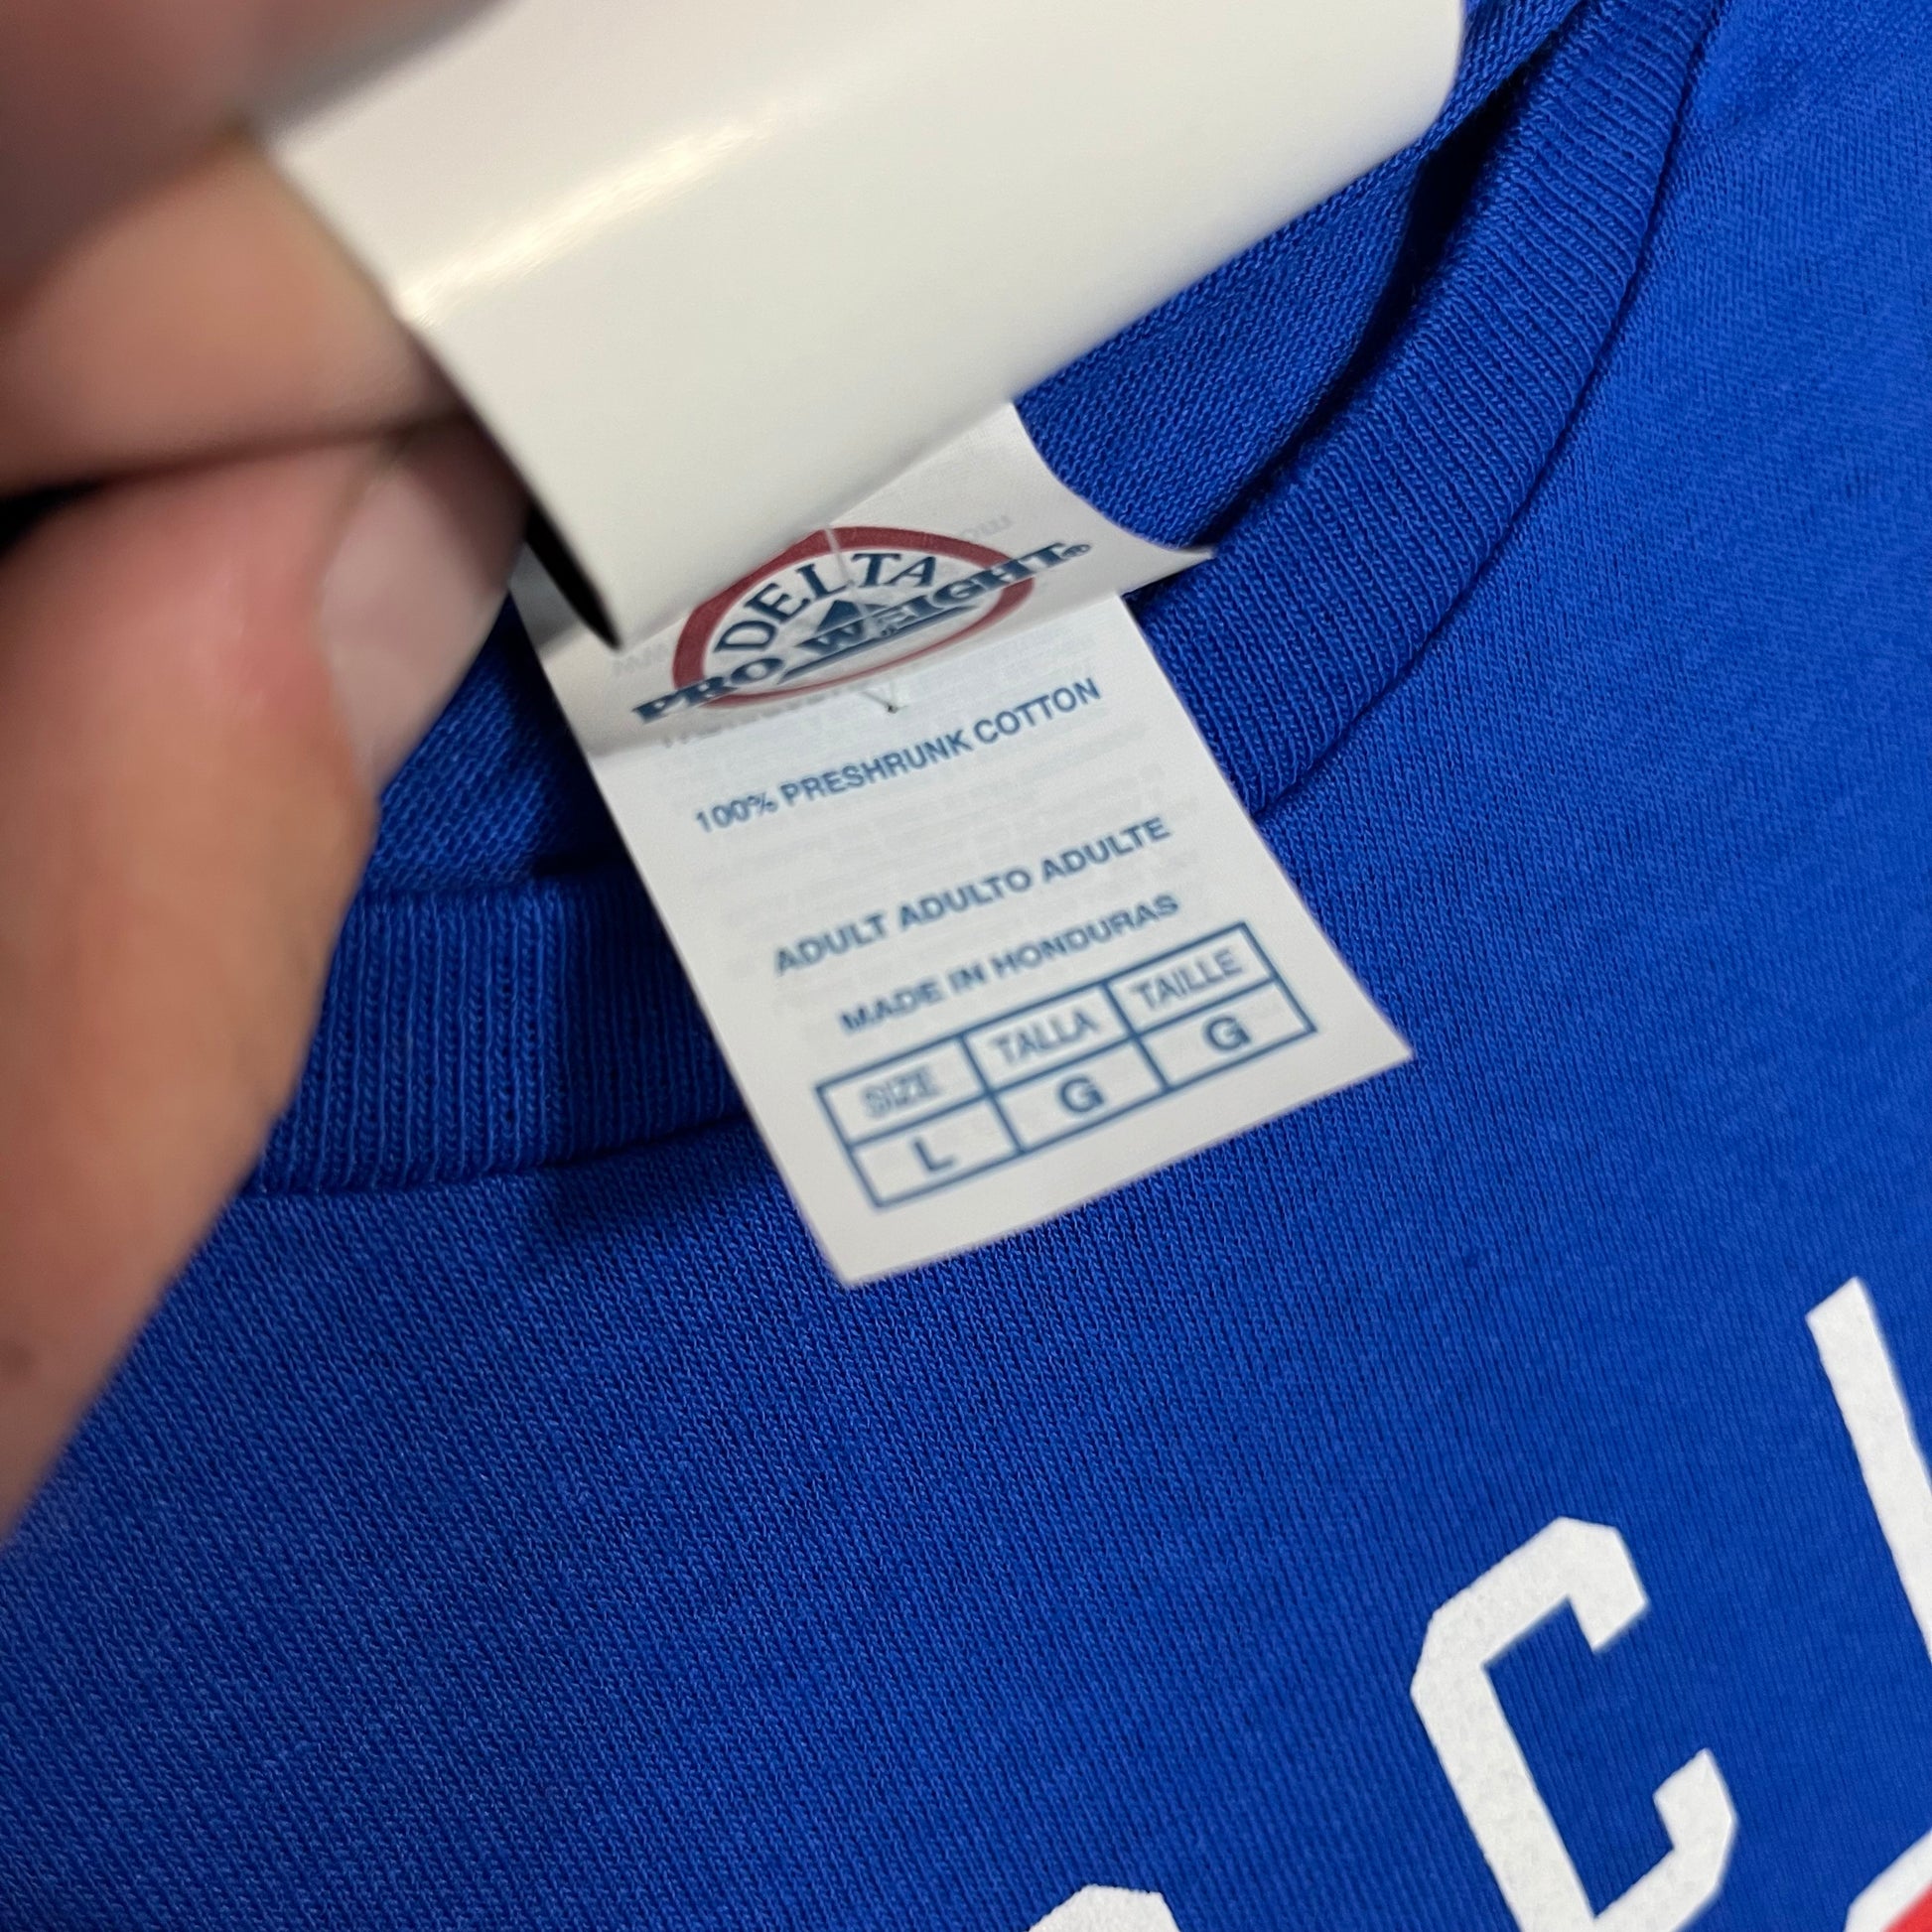 DELTA
PRO WEIGHT®
100% PRESHRUNK COTTON
ADULT ADULTO ADULTE
MADE IN HONDURAS
SIZE TALLA TAILLE
L G G
C